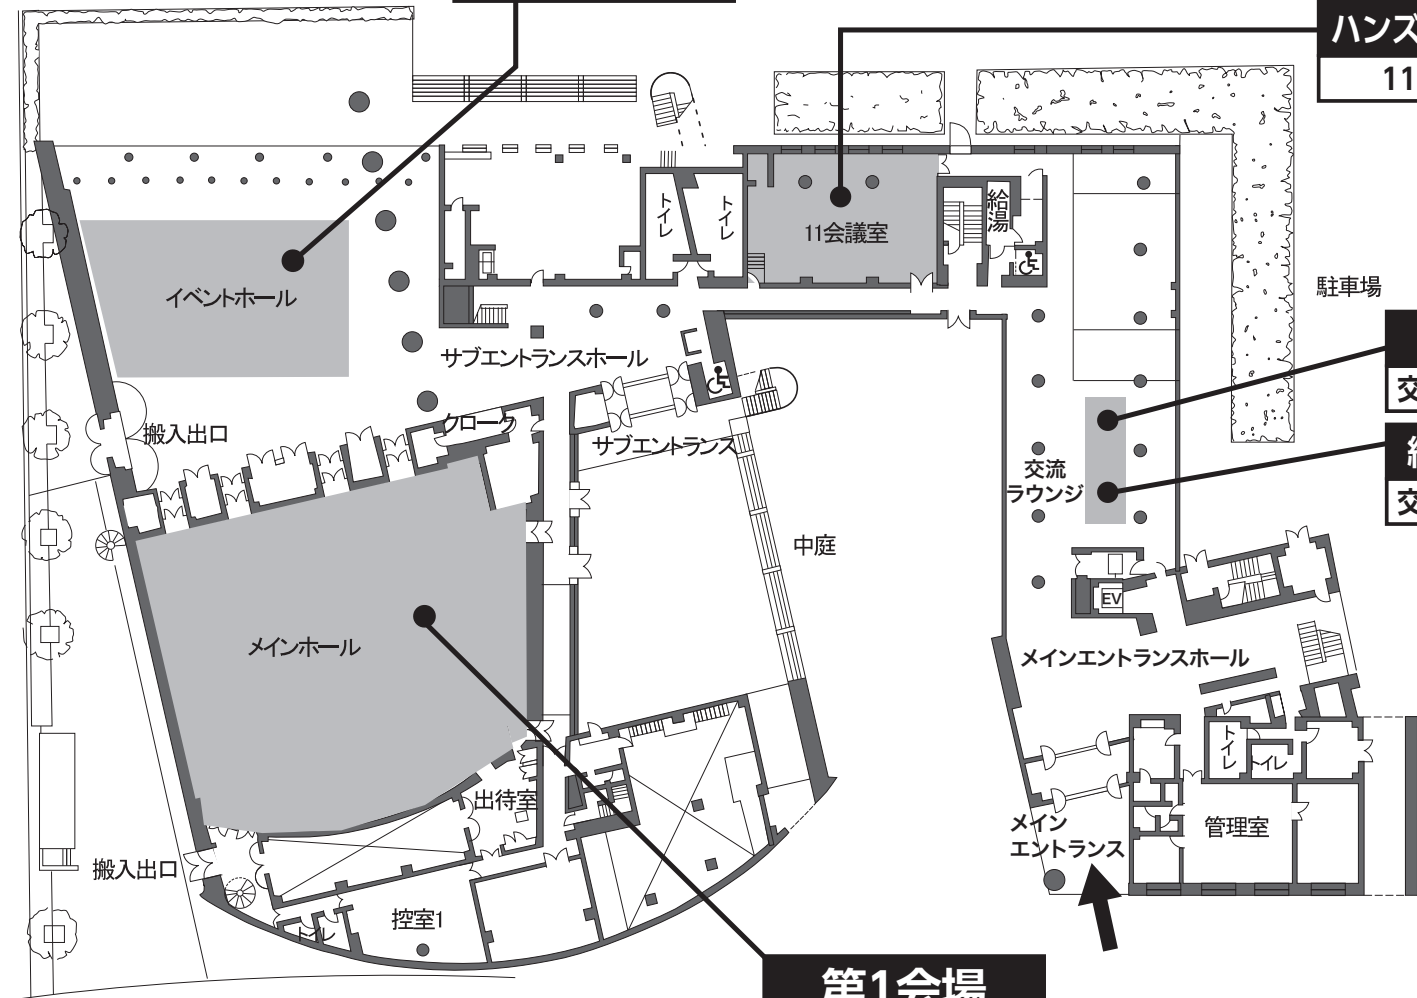 ハンズ
11
トイレ
トイレ
11会議室
給湯
イベントホール
駐車場
サブエントランスホール
交
クローク
搬入出口
サブエントランス
交流
ラウンジ
交
中庭
EV
メインホール
メインエントランスホール
トイレ
トイレ
出待室
メイン
エントランス
管理室
搬入出口
控室1
トイレ
第1会場